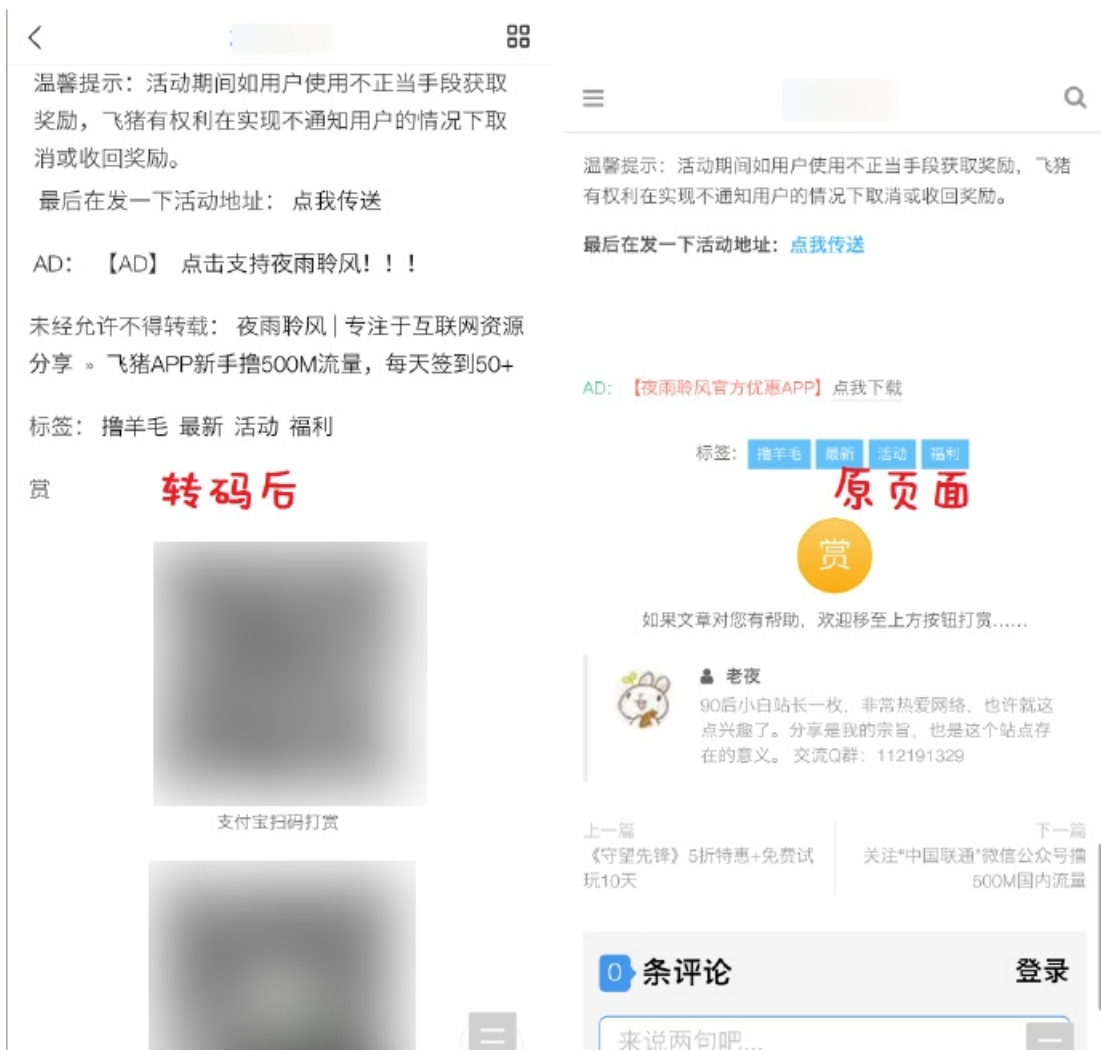 温馨提示：活动期间如用户使用不正当手段获取
奖励，飞猪有权利在实现不通知用户的情况下取
消或收回奖励。
最后在发一下活动地址： 点我传送
AD： 【AD】 点击支持夜雨聆风！！！
未经允许不得转载： 夜雨聆风 | 专注于互联网资源
分享 » 飞猪APP新手撸500M流量，每天签到50+
标签： 撸羊毛 最新 活动 福利
赏
转码后
支付宝扫码打赏
温馨提示：活动期间如用户使用不正当手段获取奖励，飞猪
有权利在实现不通知用户的情况下取消或收回奖励。
最后在发一下活动地址：点我传送
AD： 【夜雨聆风官方优惠APP】点我下载
标签： 撸羊毛 最新 活动 福利
原页面
赏
如果文章对您有帮助，欢迎移至上方按钮打赏……
老夜
90后小白站长一枚，非常热爱网络，也许就这
点兴趣了。分享是我的宗旨，也是这个站点存
在的意义。 交流Q群：112191329
上一篇
《守望先锋》5折特惠+免费试
玩10天
下一篇
关注“中国联通”微信公众号撸
500M国内流量
0 条评论
登录
来说两句吧...